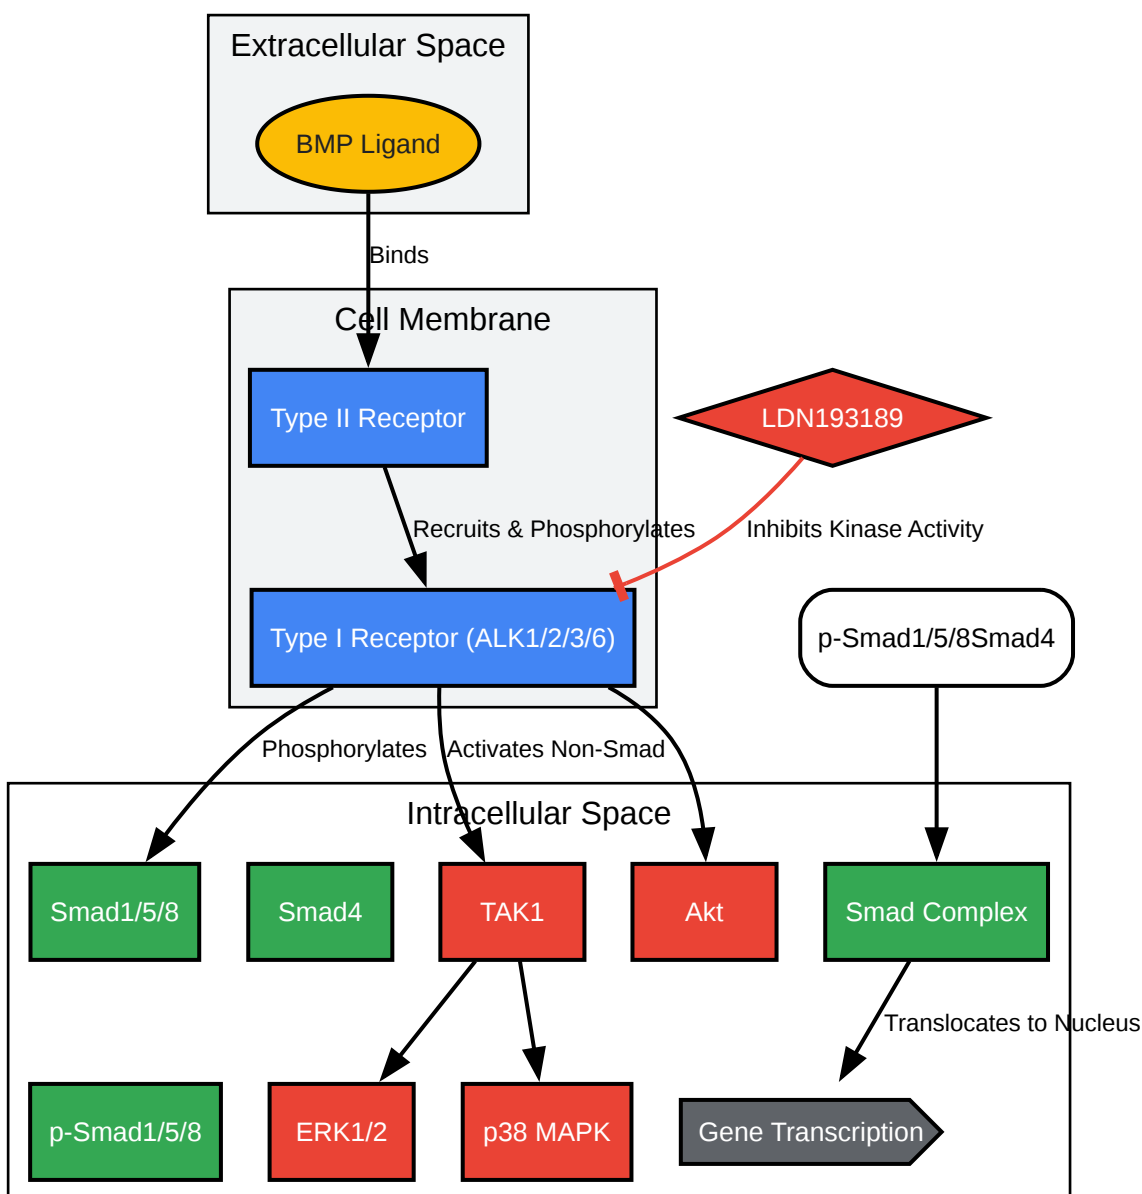 Extracellular Space
BMP Ligand
Binds
Cell Membrane
Type II Receptor
LDN193189
Recruits & Phosphorylates
Inhibits Kinase Activity
Type I Receptor (ALK1/2/3/6)
p-Smad1/5/8Smad4
Phosphorylates
Activates Non-Smad
Intracellular Space
Smad1/5/8
Smad4
TAK1
Akt
Smad Complex
Translocates to Nucleus
p-Smad1/5/8
ERK1/2
p38 MAPK
Gene Transcription